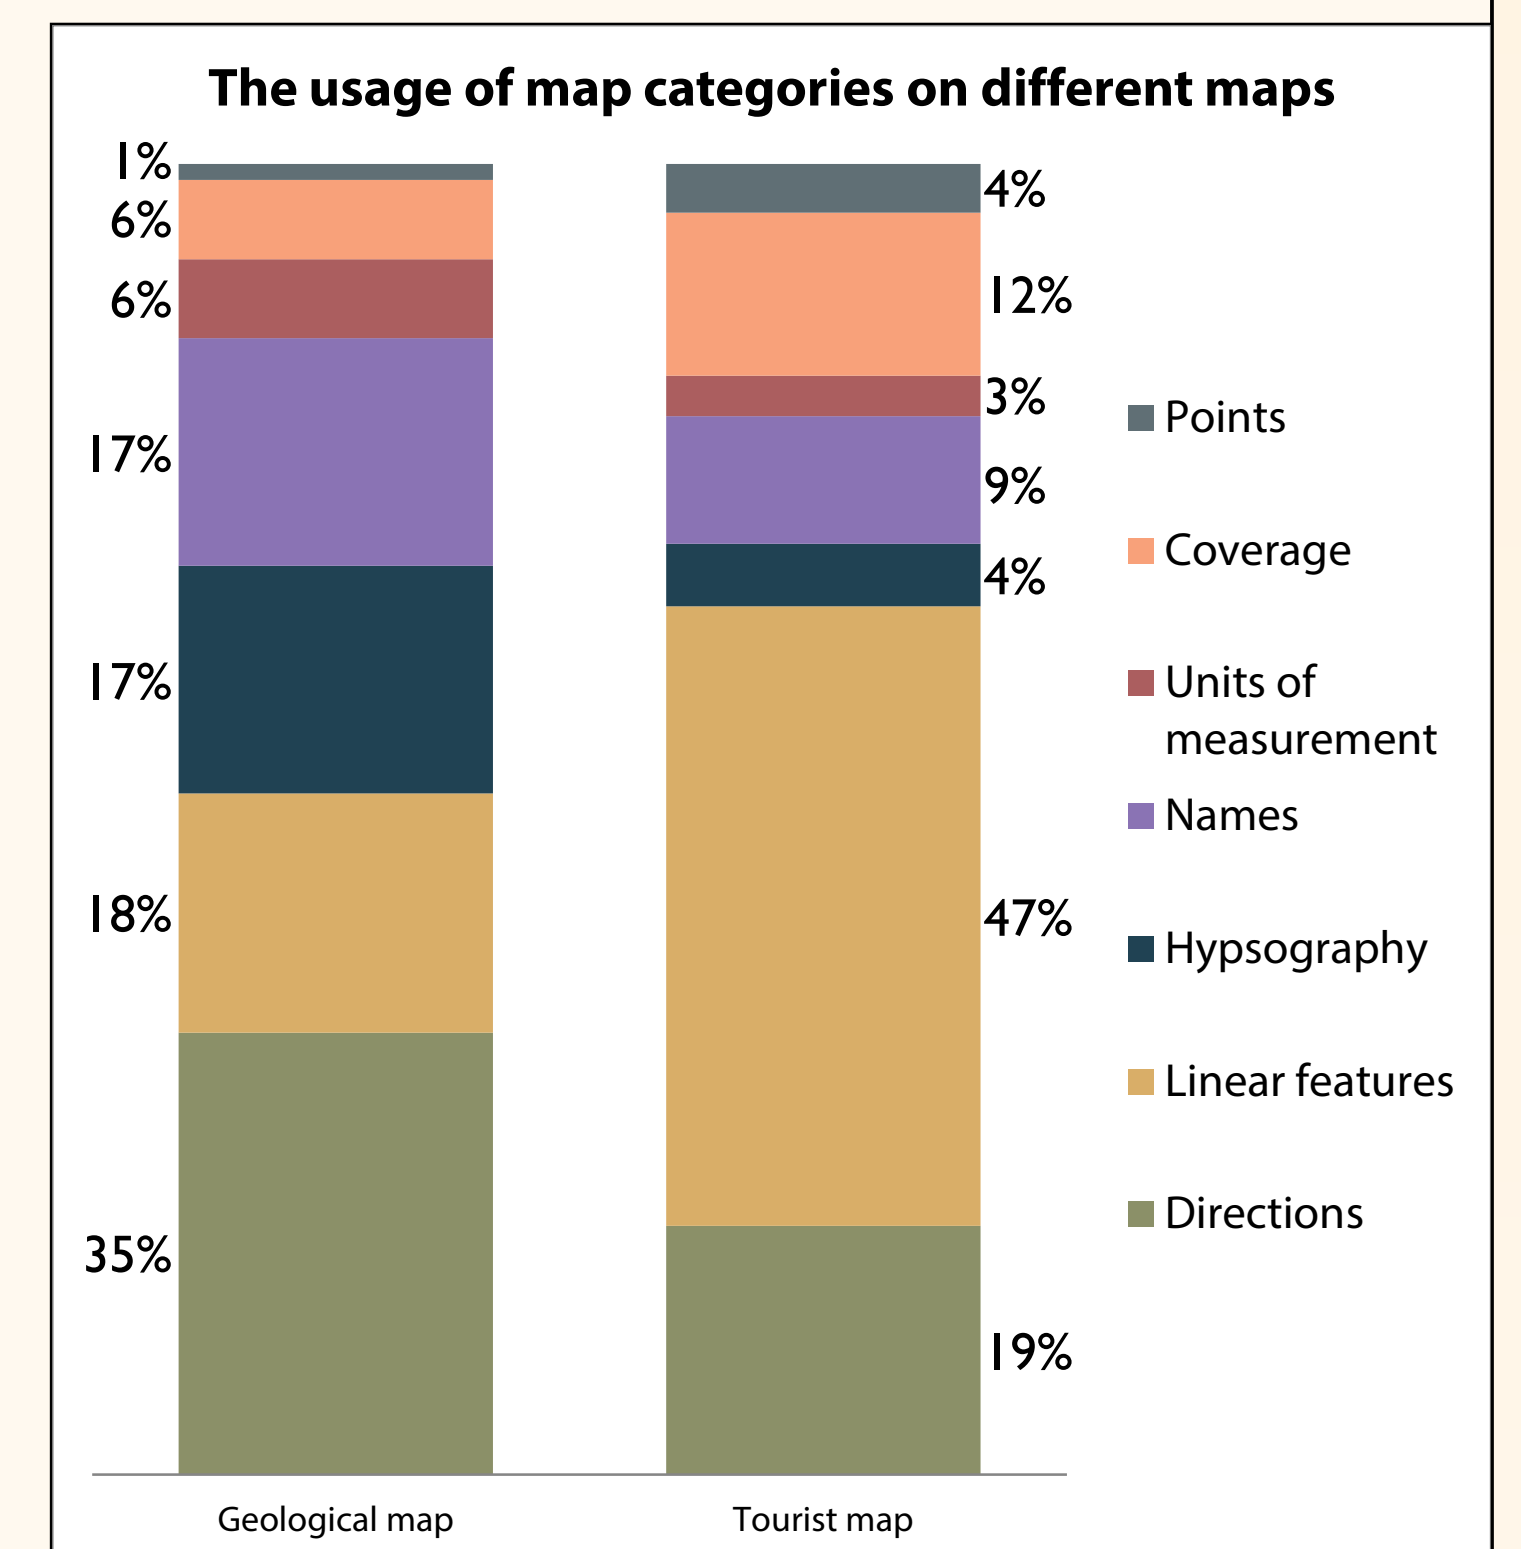 The usage of map categories on different maps
1%
6%
6%
17%
17%
18%
35%
4%
12%
3%
9%
4%
47%
19%
Points
Coverage
Units of
measurement
Names
Hypsography
Linear features
Directions
Geological map
Tourist map